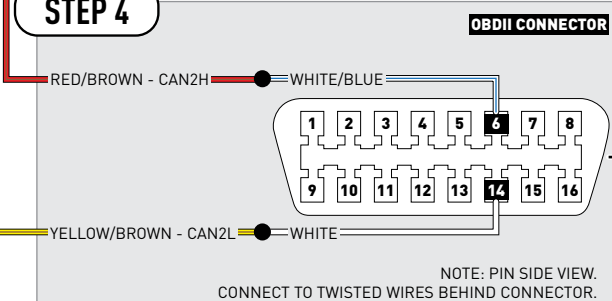 STEP 4
OBDII CONNECTOR
RED/BROWN - CAN2H WHITE/BLUE
1 2 3 4 5 6 7 8
9 10 11 12 13 14 15 16
YELLOW/BROWN - CAN2L WHITE
NOTE: PIN SIDE VIEW.
CONNECT TO TWISTED WIRES BEHIND CONNECTOR.